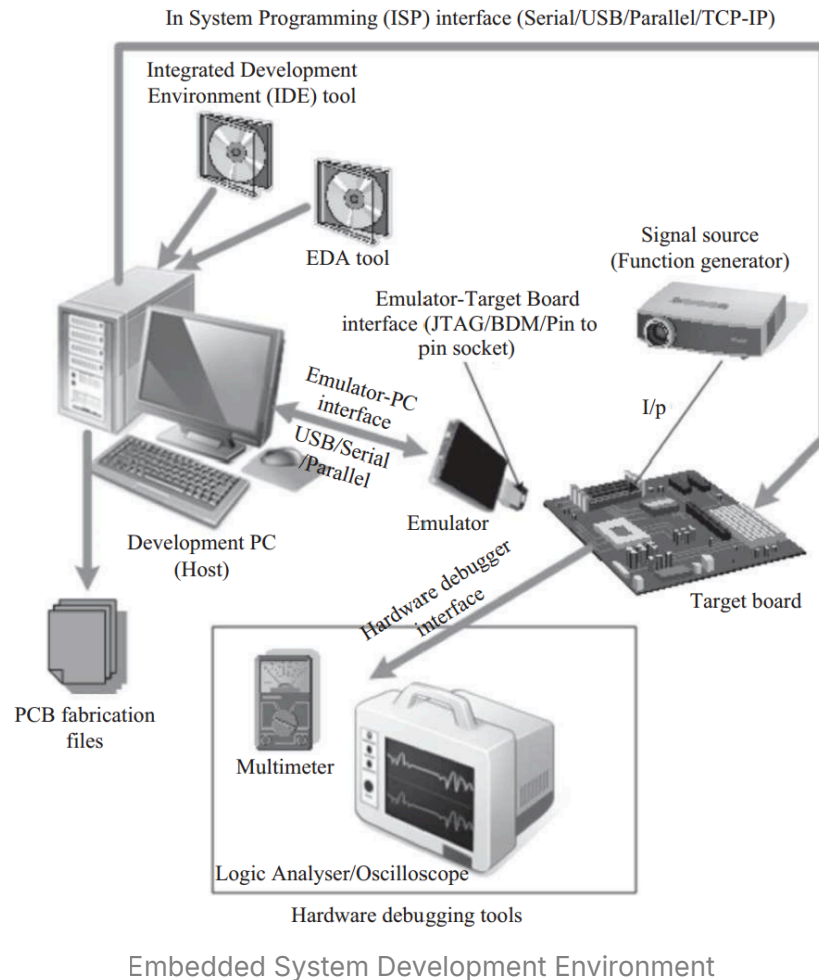 In System Programming (ISP) interface (Serial/USB/Parallel/TCP-IP)
Integrated Development
Environment (IDE) tool
EDA tool
Signal source
(Function generator)
Emulator-Target Board
interface (JTAG/BDM/Pin to
pin socket)
I/p
Emulator-PC
interface
USB/Serial
/Parallel
Emulator
Development PC
(Host)
Hardware debugger
interface
Target board
PCB fabrication
files
Multimeter
Logic Analyser/Oscilloscope
Hardware debugging tools
Embedded System Development Environment